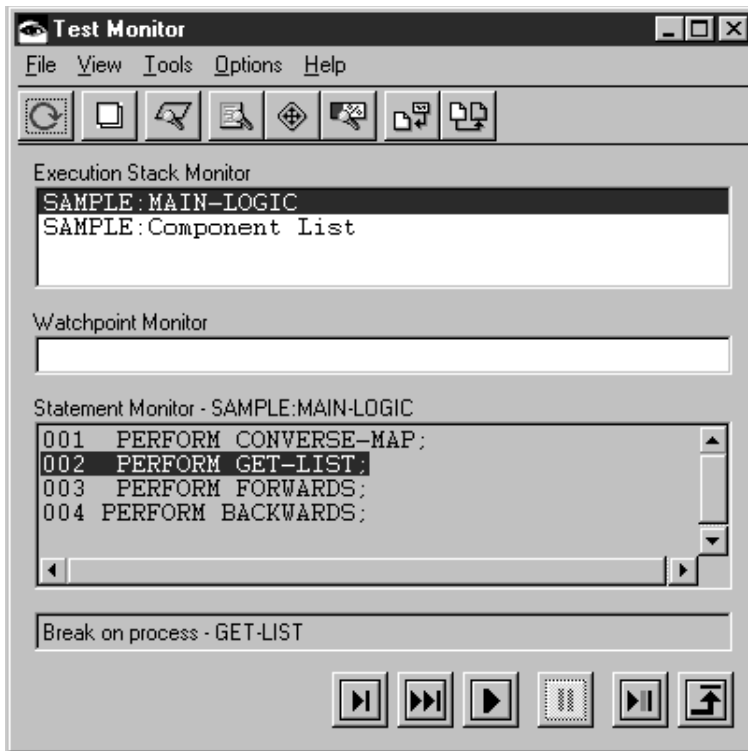 Test Monitor
File View Tools Options Help
Execution Stack Monitor
SAMPLE:MAIN-LOGIC
SAMPLE:Component List
Watchpoint Monitor
Statement Monitor - SAMPLE:MAIN-LOGIC
001 PERFORM CONVERSE-MAP;
002 PERFORM GET-LIST;
003 PERFORM FORWARDS;
004 PERFORM BACKWARDS;
Break on process - GET-LIST